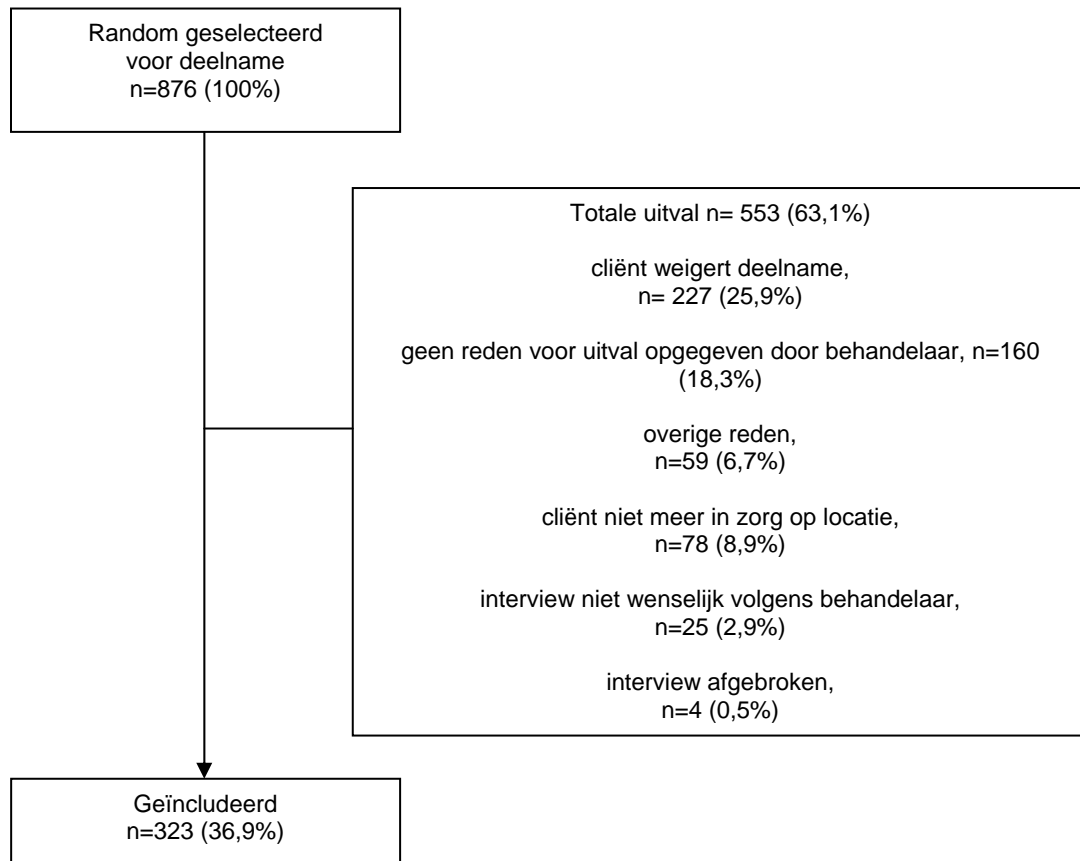 Random geselecteerd
voor deelname
n=876 (100%)
Totale uitval n= 553 (63,1%)
cliënt weigert deelname,
n= 227 (25,9%)
geen reden voor uitval opgegeven door behandelaar, n=160
(18,3%)
overige reden,
n=59 (6,7%)
cliënt niet meer in zorg op locatie,
n=78 (8,9%)
interview niet wenselijk volgens behandelaar,
n=25 (2,9%)
interview afgebroken,
n=4 (0,5%)
Geïncludeerd
n=323 (36,9%)